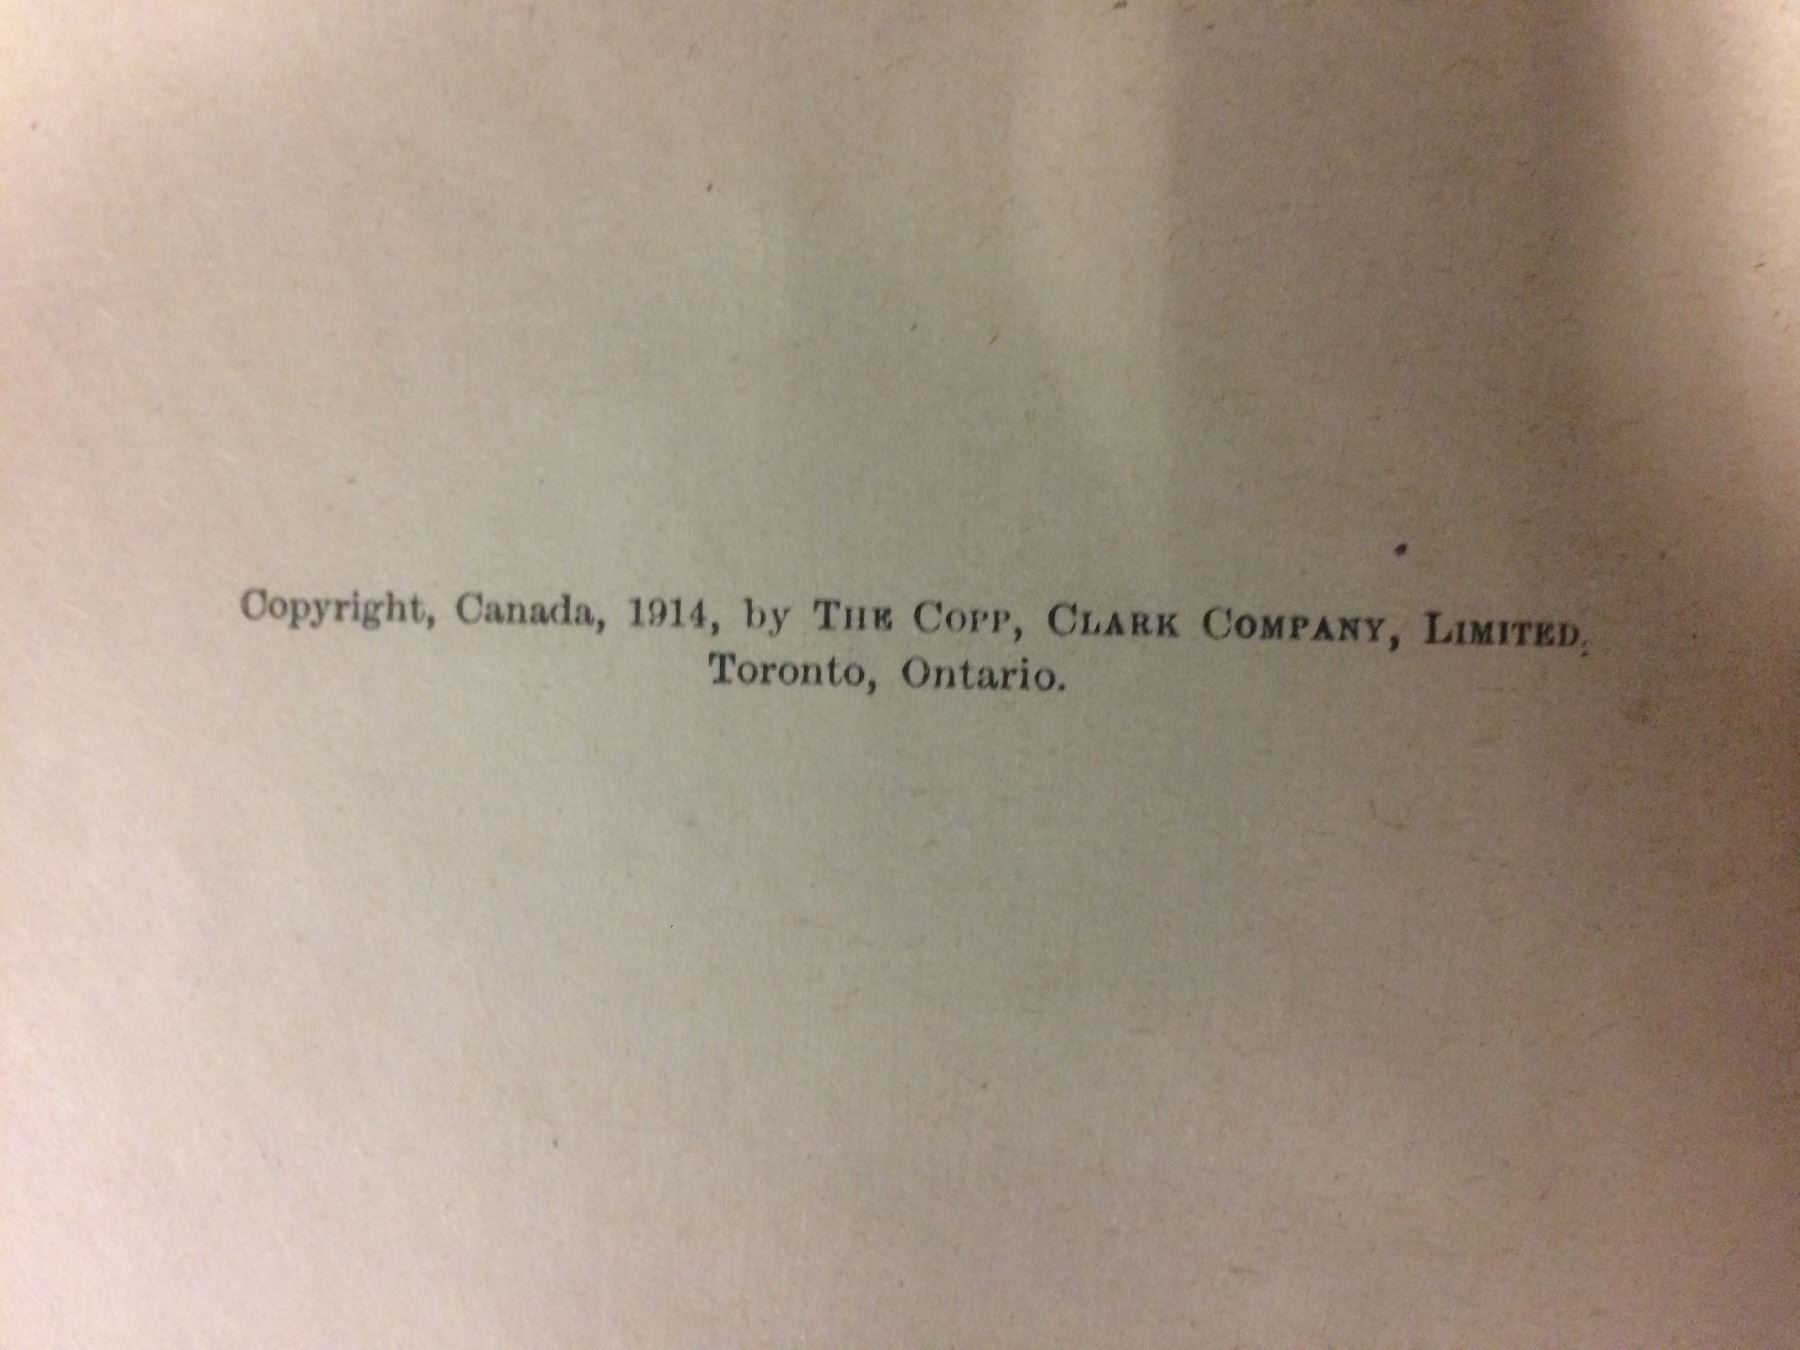 Copyright, Canada, 1914, by THE COPP, CLARK COMPANY, LIMITED,
Toronto, Ontario.